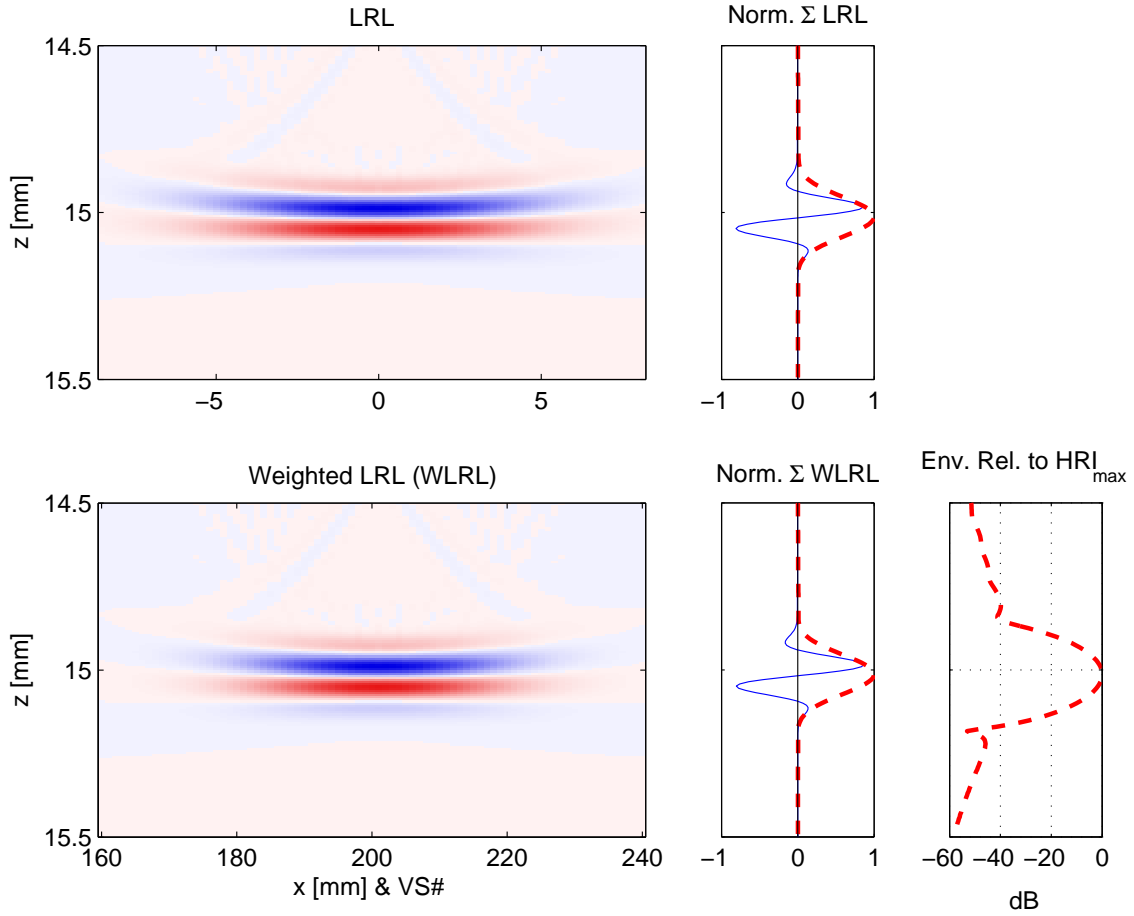 LRL
Norm. Σ LRL
14.5
15
15.5
z [mm]
−5
0
5
−1
0
1
Weighted LRL (WLRL)
Norm. Σ WLRL
Env. Rel. to HRI_max
14.5
15
15.5
z [mm]
160
180
200
220
240
x [mm] & VS#
−1
0
1
−60
−40
−20
0
dB